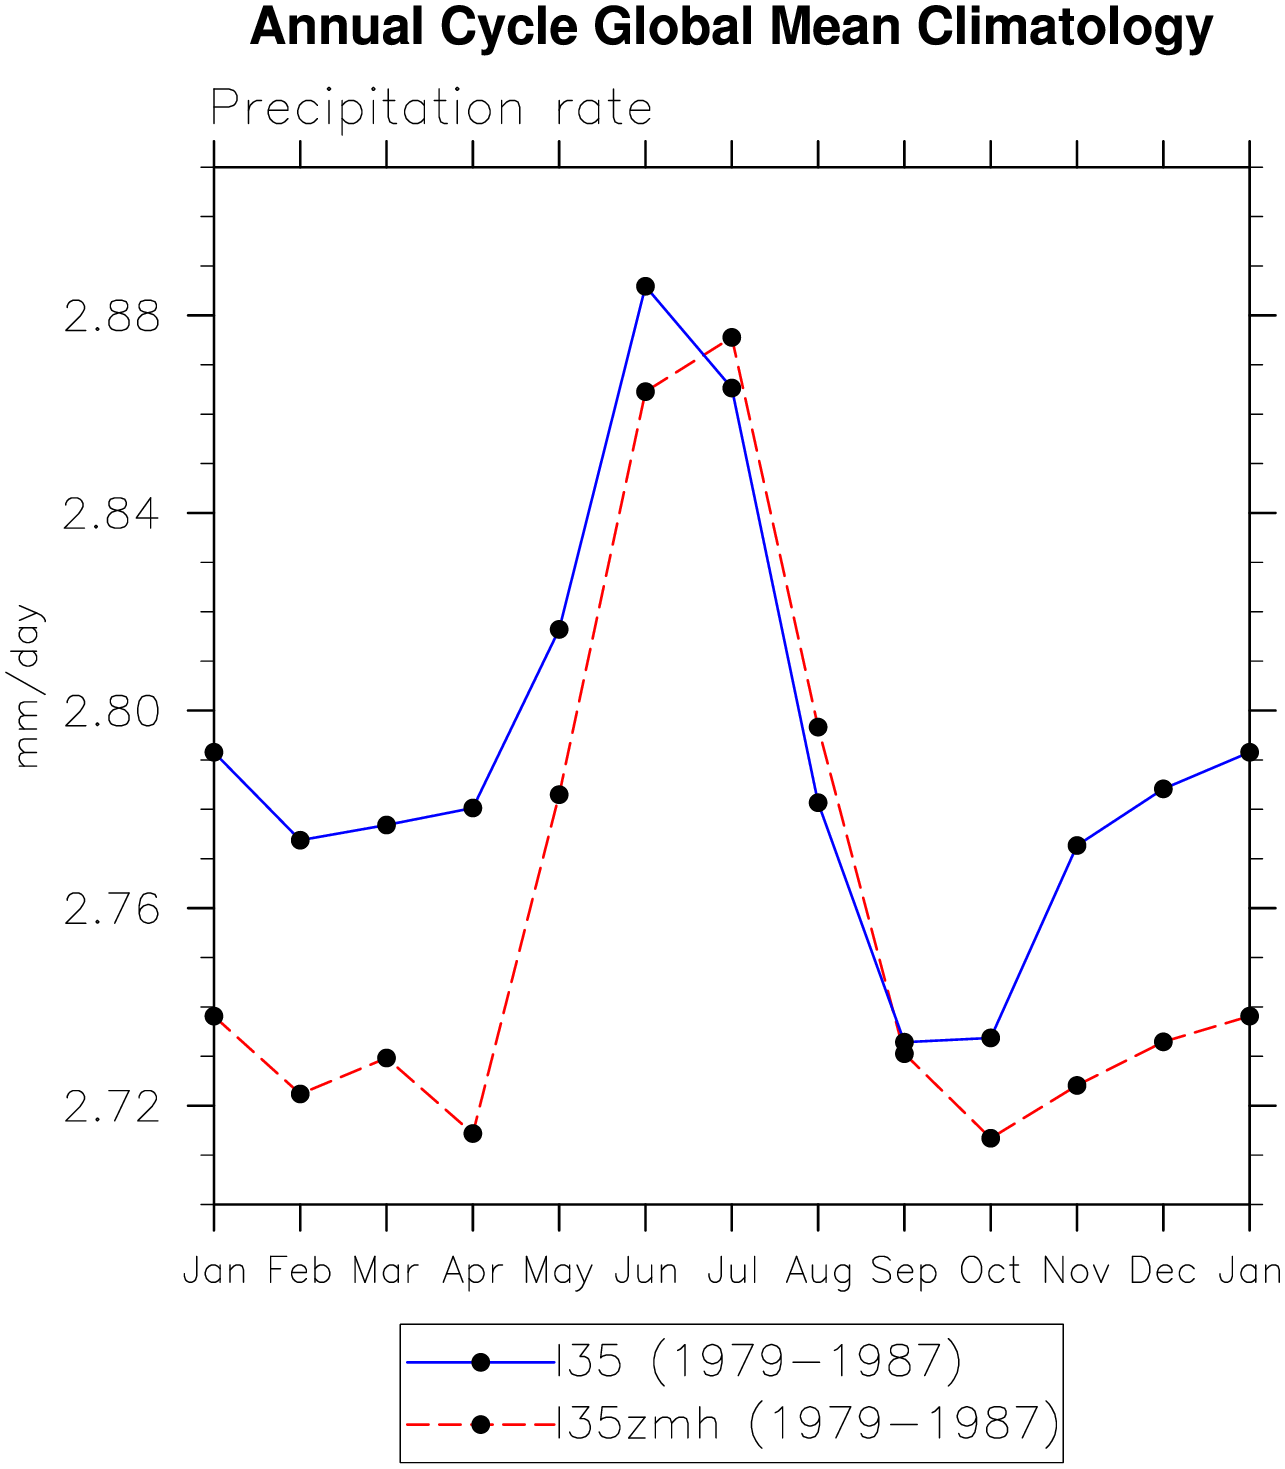 Annual Cycle Global Mean Climatology
Precipitation rate
mm/day
2.88
2.84
2.80
2.76
2.72
Jan Feb Mar Apr May Jun Jul Aug Sep Oct Nov Dec Jan
I35 (1979-1987)
I35zmh (1979-1987)